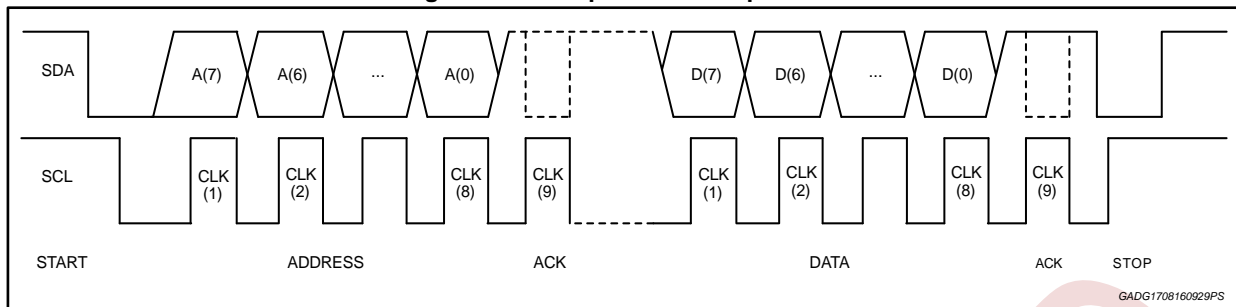 SDA
A(7) A(6) ... A(0) D(7) D(6) ... D(0)
SCL
CLK (1) CLK (2) CLK (8) CLK (9) CLK (1) CLK (2) CLK (8) CLK (9)
START ADDRESS ACK DATA ACK STOP
GADG1708160929PS